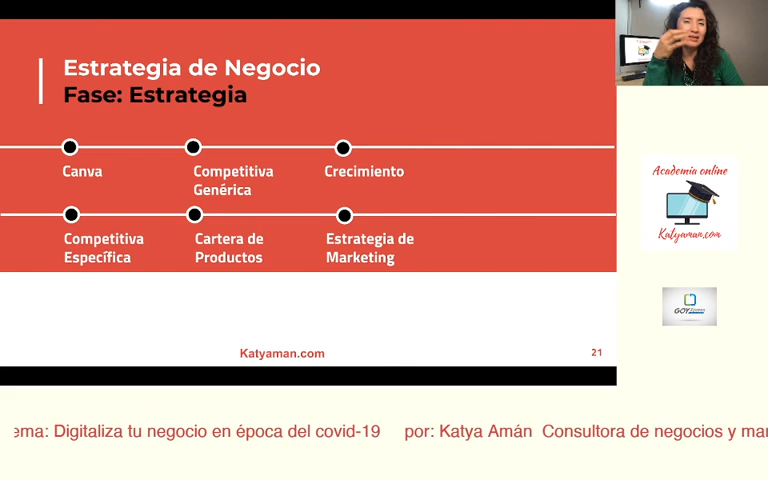 Estrategia de Negocio
Fase: Estrategia
Canva
Competitiva
Genérica
Crecimiento
Competitiva
Específica
Cartera de
Productos
Estrategia de
Marketing
Katyaman.com
21
Academia online
Katyaman.com
ema: Digitaliza tu negocio en época del covid-19 por: Katya Amán Consultora de negocios y mar